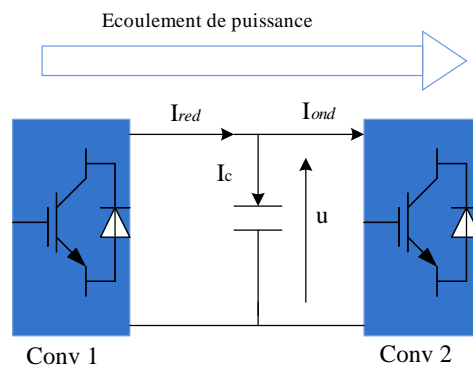 Ecoulement de puissance
Ired
Iond
Ic
u
Conv 1
Conv 2